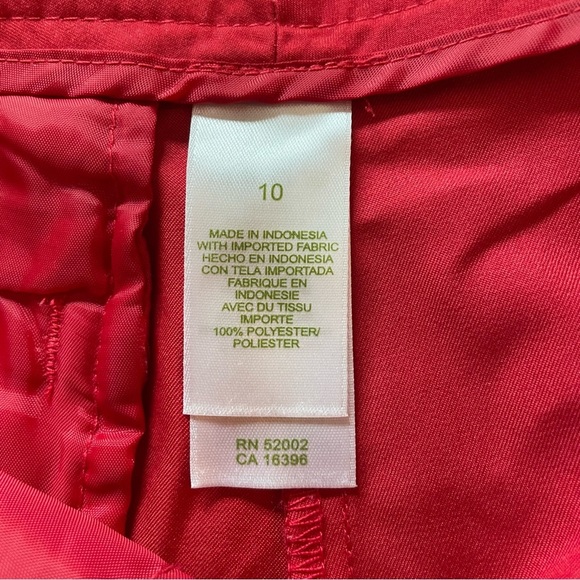 10
MADE IN INDONESIA
WITH IMPORTED FABRIC
HECHO EN INDONESIA
CON TELA IMPORTADA
FABRIQUE EN
INDONESIE
AVEC DU TISSU
IMPORTE
100% POLYESTER/
POLIESTER
RN 52002
CA 16396